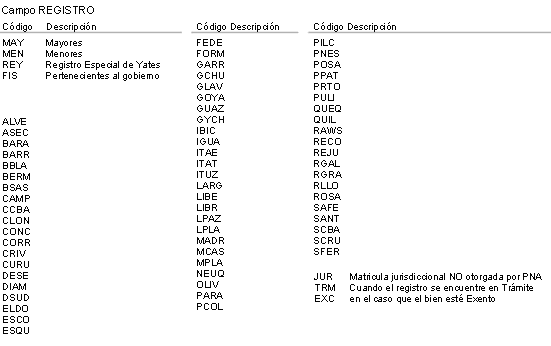 Campo REGISTRO
Código Descripción
MAY Mayores
MEN Menores
REY Registro Especial de Yates
FIS Pertenecientes al gobierno
ALVE
ASEC
BARA
BARR
BBLA
BERM
BSAS
CAMP
CCBA
CLON
CONC
CORR
CRIV
CURU
DESE
DIAM
DSUD
ELDO
ESCO
ESQU
Código Descripción
FEDE
FORM
GARR
GCHU
GLAV
GOYA
GUAZ
GYCH
IBIC
IGUA
ITAE
ITAT
ITUZ
LARG
LIBE
LIBR
LPAZ
LPLA
MADR
MCAS
MPLA
NEUQ
OLIV
PARA
PCOL
Código Descripción
PILC
PNES
POSA
PPAT
PRTO
PULI
QUEQ
QUIL
RAWS
RECO
REJU
RGAL
RGRA
RLLO
ROSA
SAFE
SANT
SCBA
SCRU
SFER
JUR Matricula jurisdiccional NO otorgada por PNA
TRM Cuando el registro se encuentre en Trámite
EXC en el caso que el bien esté Exento